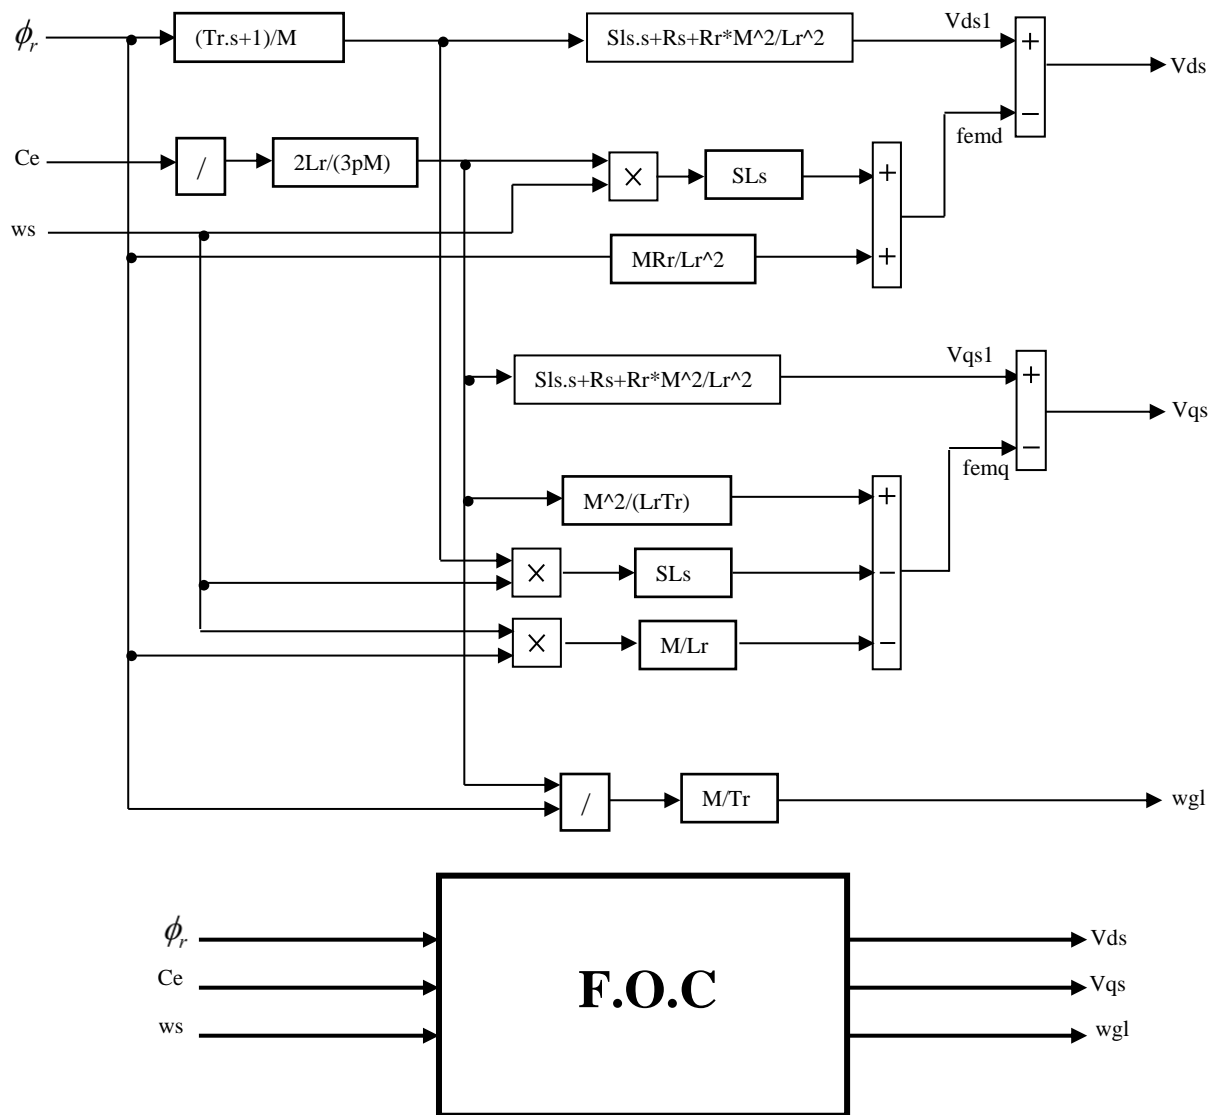 ϕr (Tr.s+1)/M Sls.s+Rs+Rr*M^2/Lr^2 Vds1 + Vds
−
femd
Ce / 2Lr/(3pM) × SLs +
ws
MRr/Lr^2 +
Vqs1
Sls.s+Rs+Rr*M^2/Lr^2 + Vqs
−
femq
M^2/(LrTr) +
× SLs −
× M/Lr −
/ M/Tr wgl
ϕr Vds
Ce F.O.C Vqs
ws wgl